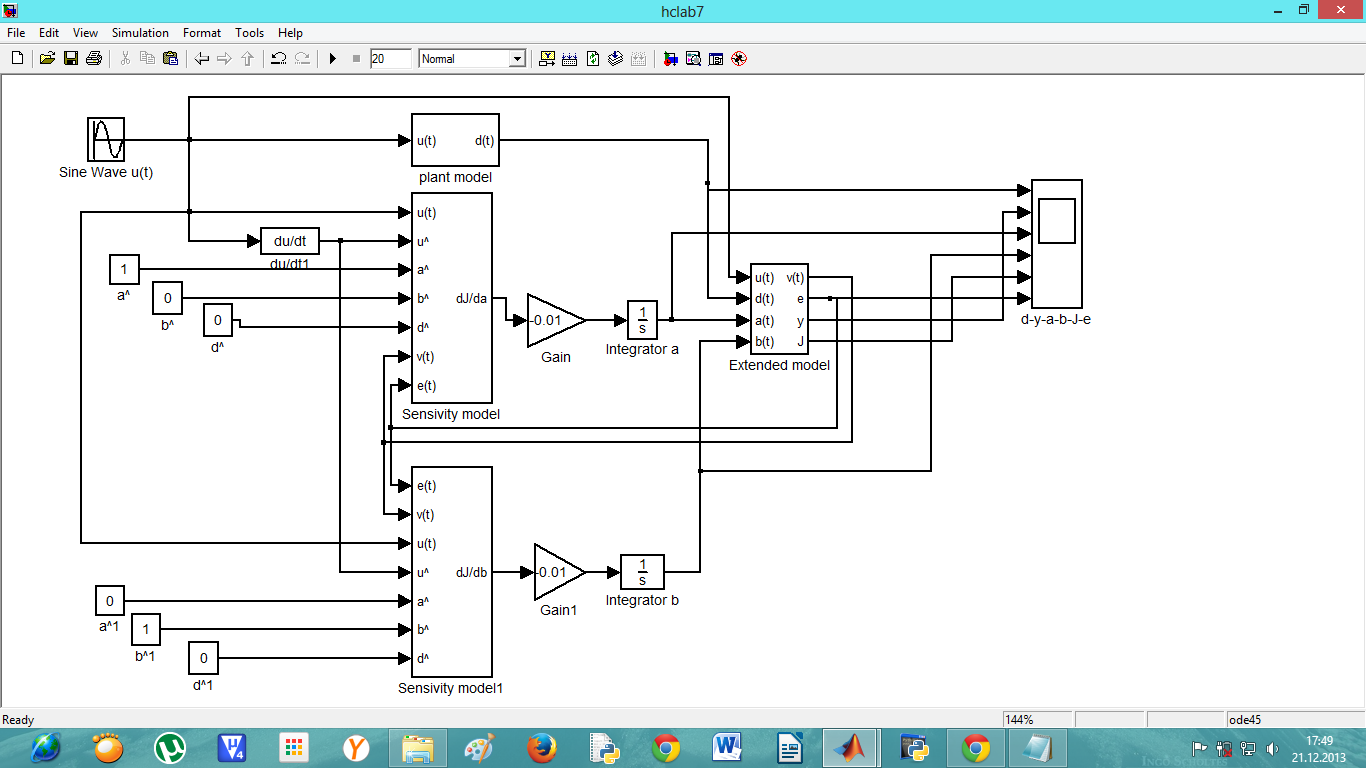 hclab7
File Edit View Simulation Format Tools Help
20 Normal
Sine Wave u(t)
u(t) d(t)
plant model
u(t)
u^
a^
b^
d^
v(t)
e(t)
dJ/da
Sensivity model
du/dt
du/dt1
1
a^
0
b^
0
d^
-0.01
Gain
1
s
Integrator a
u(t) v(t)
d(t) e
a(t) y
b(t) J
Extended model
d-y-a-b-J-e
e(t)
v(t)
u(t)
u^
a^
b^
d^
dJ/db
Sensivity model1
0
a^1
1
b^1
0
d^1
-0.01
Gain1
1
s
Integrator b
Ready 144% ode45
17:49
21.12.2013